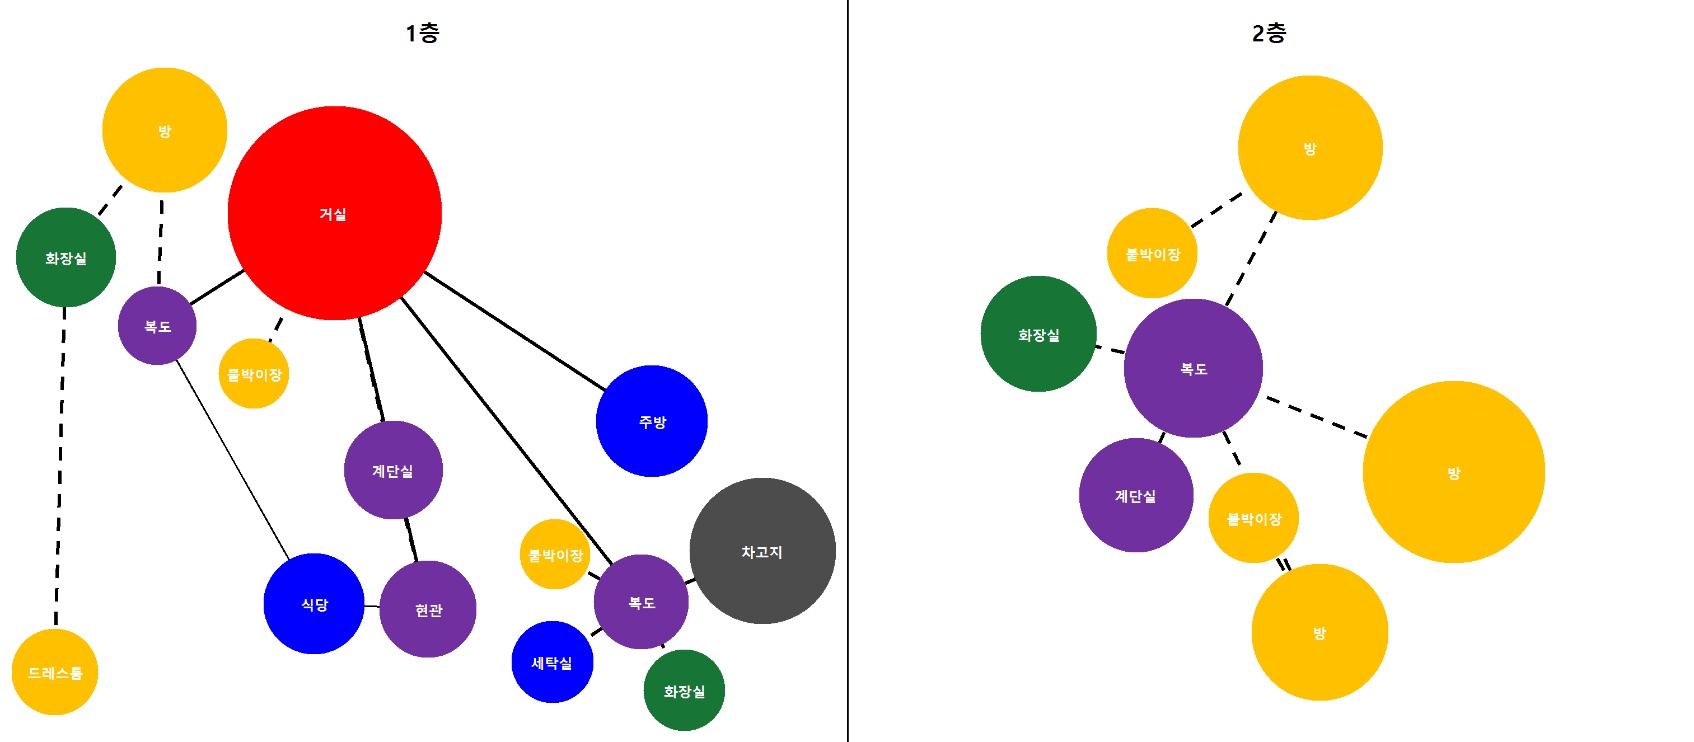 1층
방
거실
화장실
복도
붙박이장
주방
계단실
붙박이장
차고지
식당
현관
복도
세탁실
화장실
드레스룸
2층
방
붙박이장
화장실
복도
방
계단실
붙박이장
방